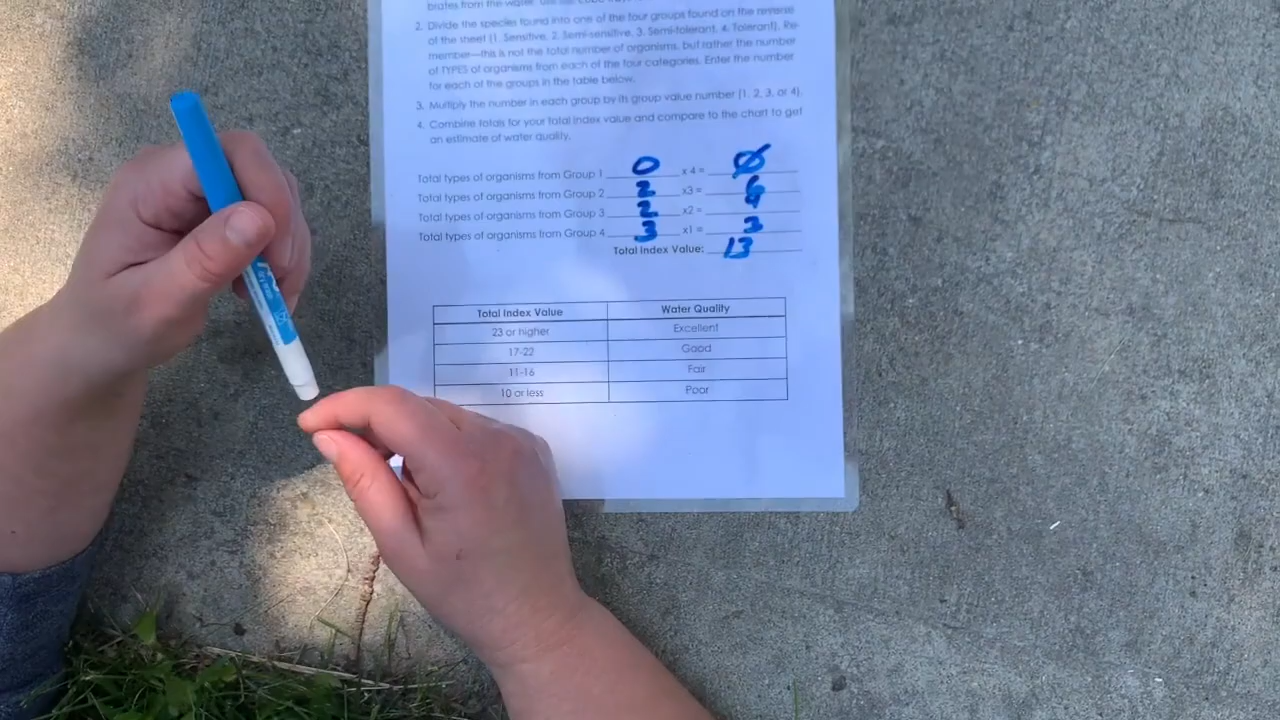 brates from the water,
2. Divide the species found into one of the four groups found on the reverse
of the sheet (1. Sensitive, 2. Semi-sensitive, 3. Semi-tolerant, 4. Tolerant). Re-
member—this is not the total number of organisms, but rather the number
of TYPES of organisms from each of the four categories. Enter the number
for each of the groups in the table below.
3. Multiply the number in each group by its group value number (1, 2, 3, or 4).
4. Combine totals for your total index value and compare to the chart to get
an estimate of water quality.
Total types of organisms from Group 1 0 x 4 = 0
Total types of organisms from Group 2 2 x3 = 6
Total types of organisms from Group 3 2 x2 = 4
Total types of organisms from Group 4 3 x1 = 3
Total Index Value: 13
Total Index Value Water Quality
23 or higher Excellent
17-22 Good
11-16 Fair
10 or less Poor